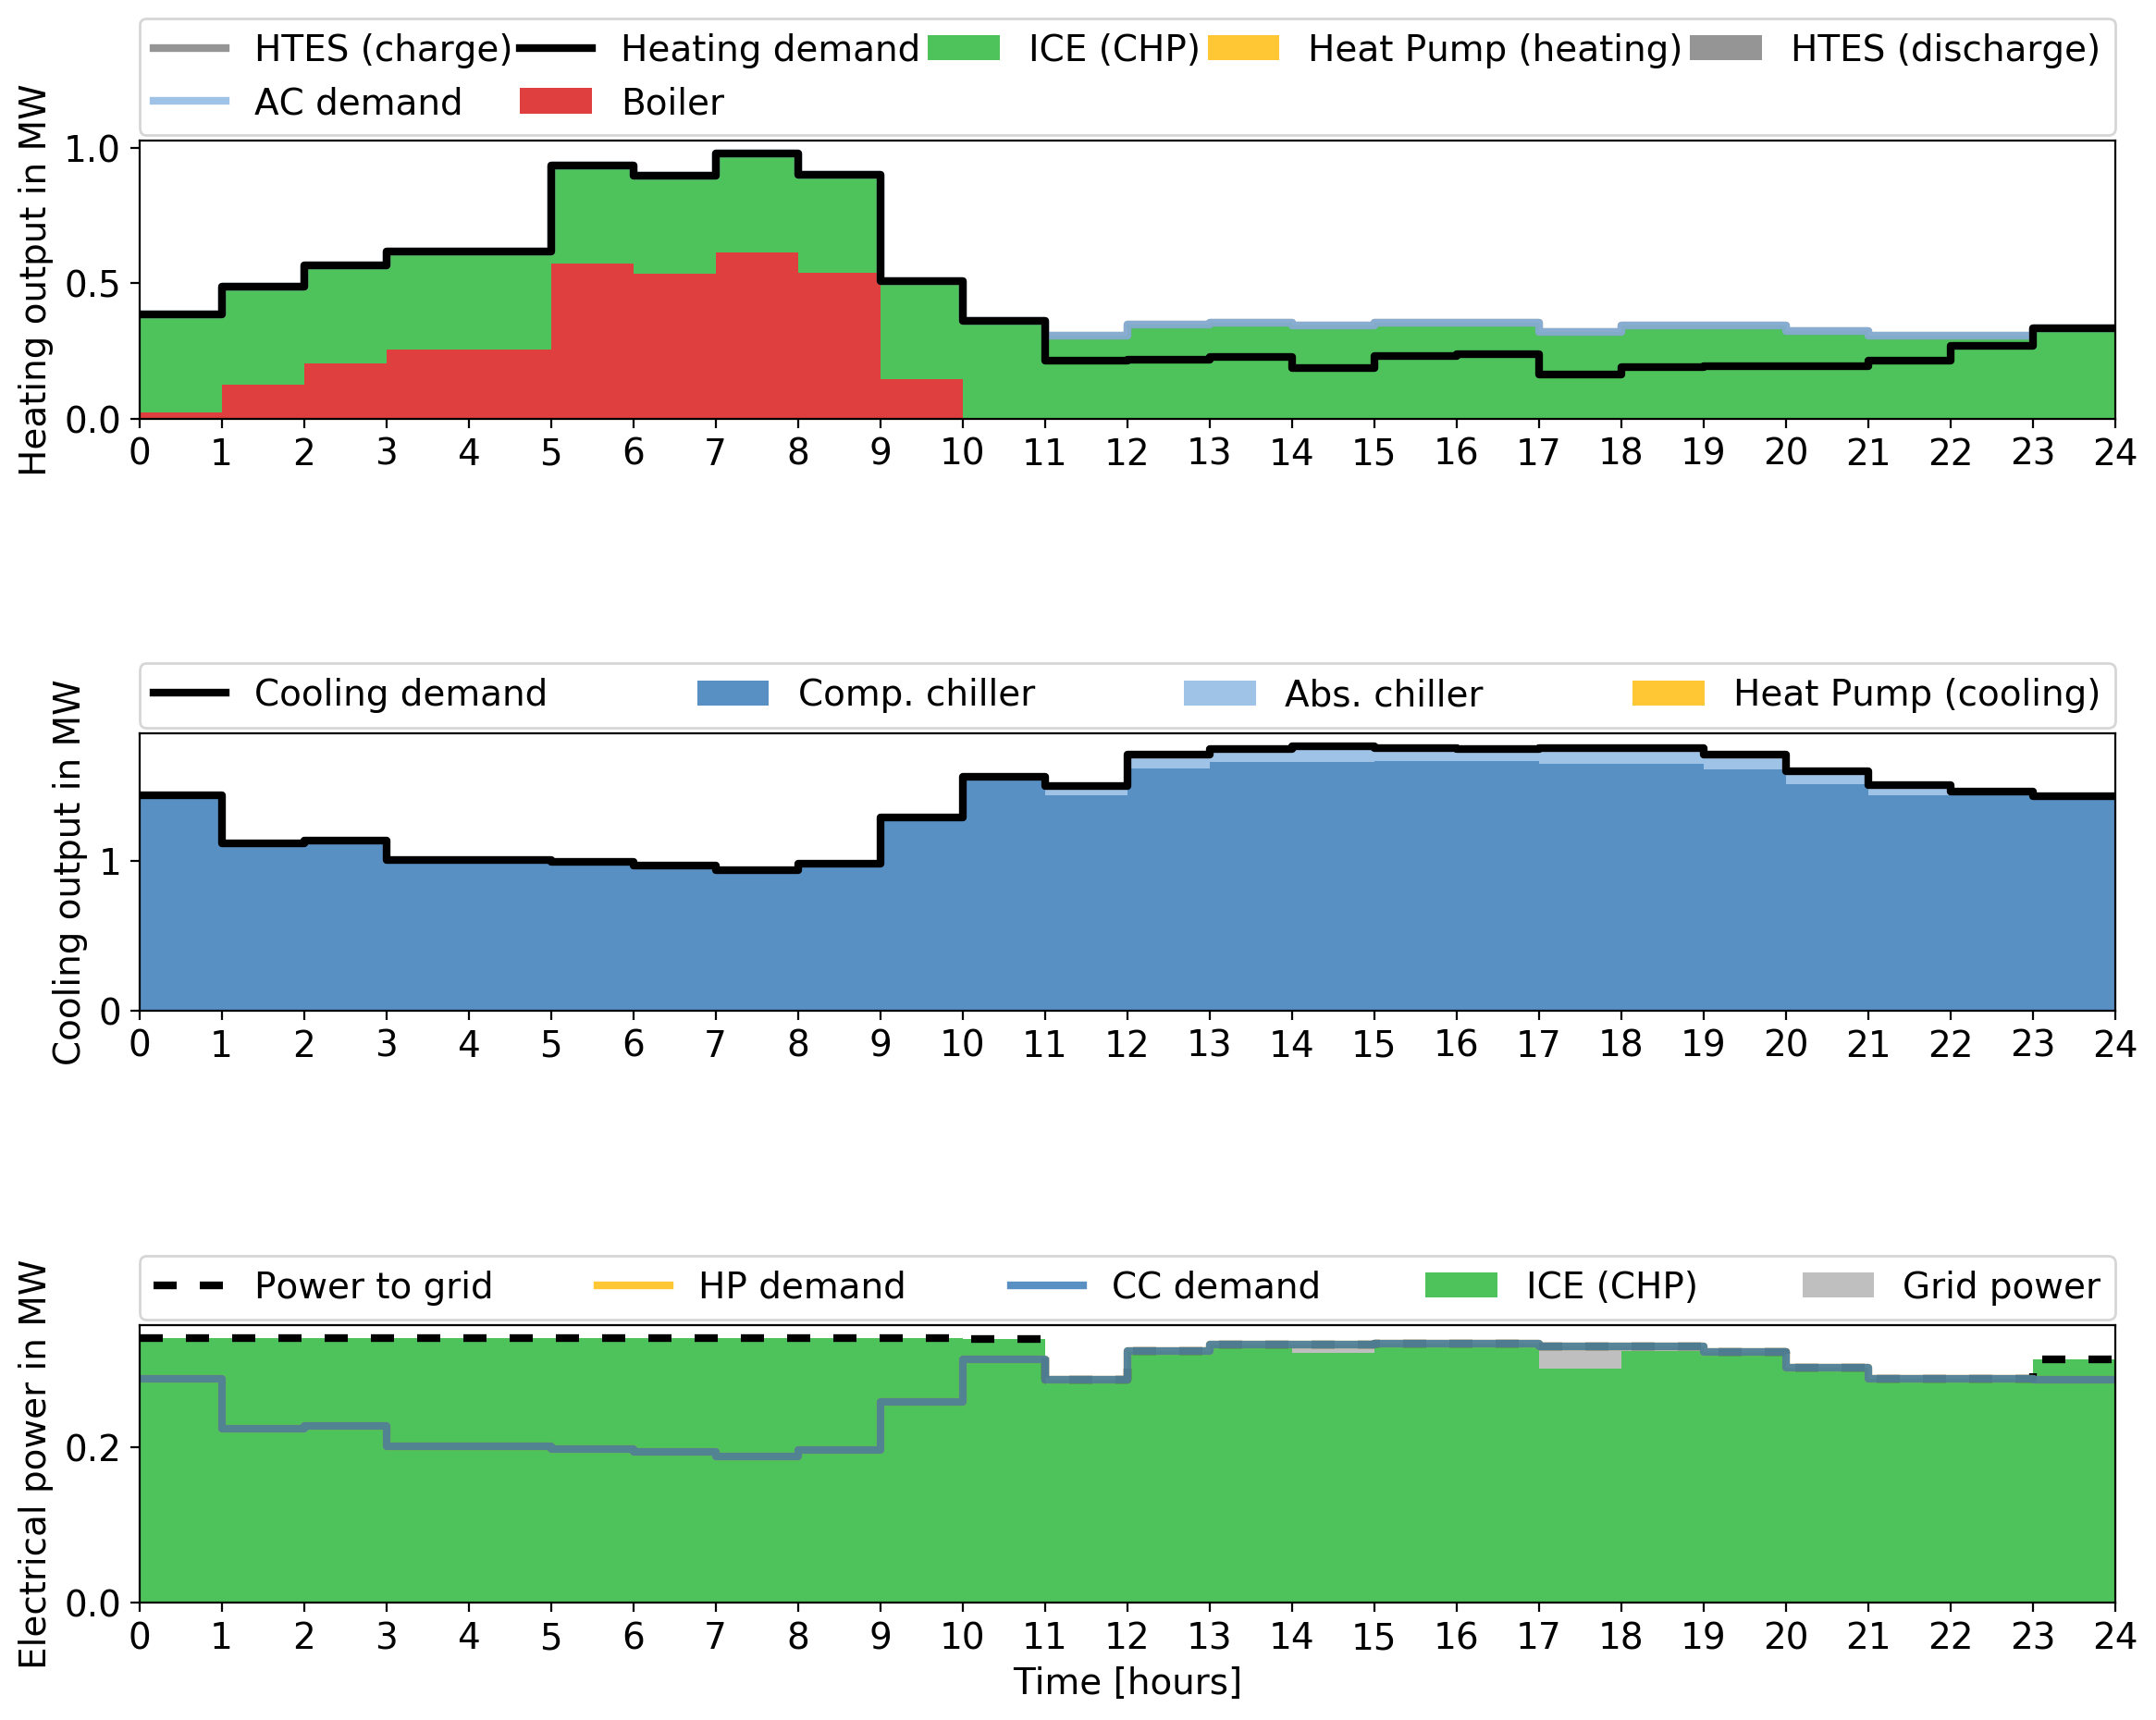 HTES (charge) Heating demand ICE (CHP) Heat Pump (heating) HTES (discharge)
AC demand Boiler
Heating output in MW
1.0
0.5
0.0
0 1 2 3 4 5 6 7 8 9 10 11 12 13 14 15 16 17 18 19 20 21 22 23 24
Cooling demand Comp. chiller Abs. chiller Heat Pump (cooling)
Cooling output in MW
1
0
0 1 2 3 4 5 6 7 8 9 10 11 12 13 14 15 16 17 18 19 20 21 22 23 24
Power to grid HP demand CC demand ICE (CHP) Grid power
Electrical power in MW
0.2
0.0
0 1 2 3 4 5 6 7 8 9 10 11 12 13 14 15 16 17 18 19 20 21 22 23 24
Time [hours]